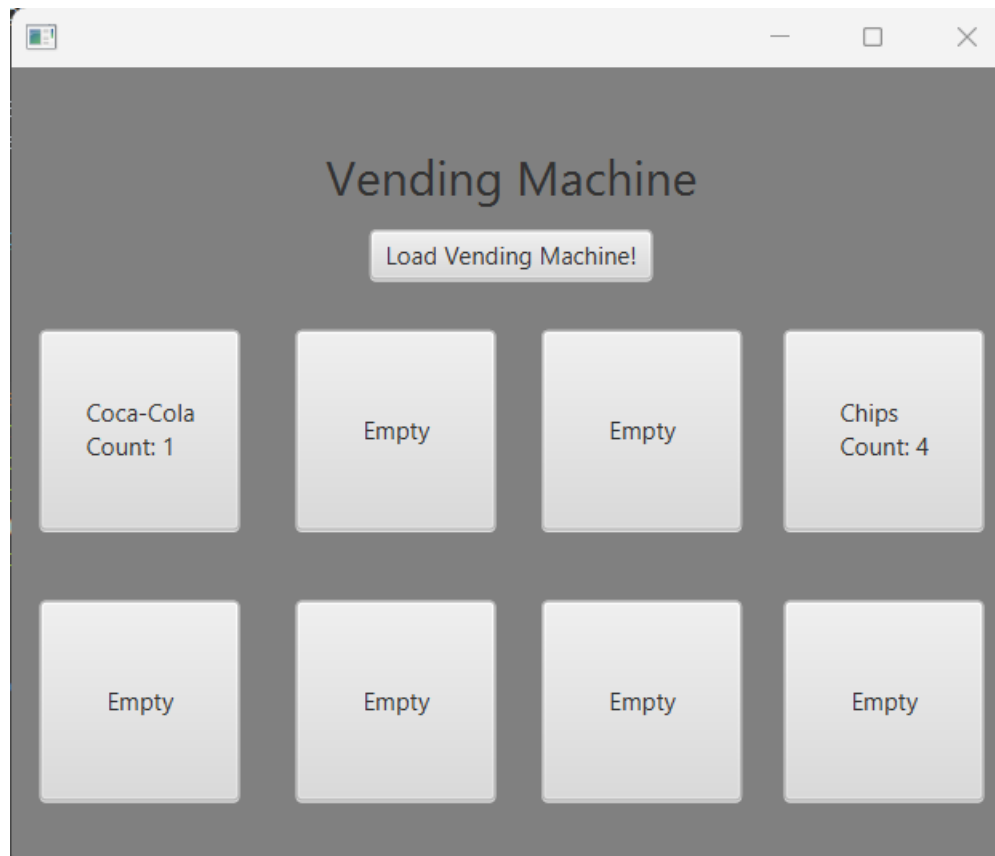 Vending Machine
Load Vending Machine!
Coca-Cola
Count: 1
Empty
Empty
Chips
Count: 4
Empty
Empty
Empty
Empty